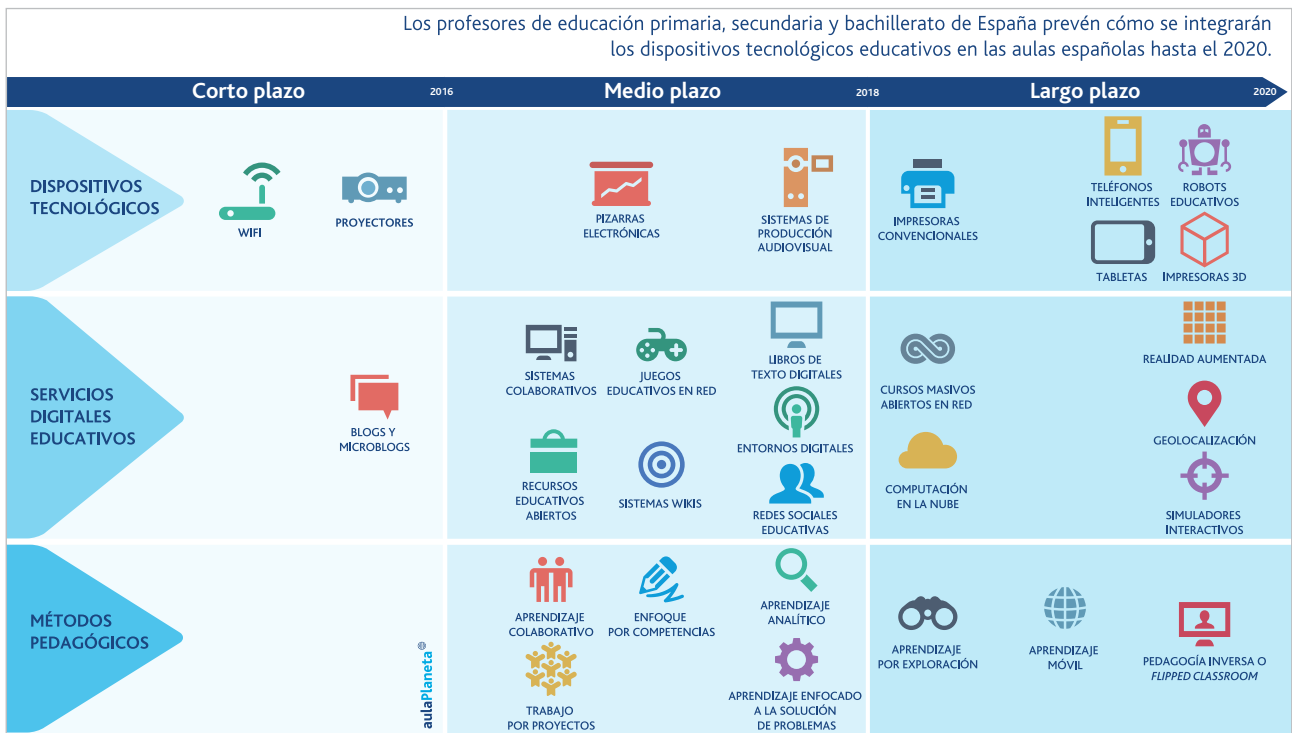 Los profesores de educación primaria, secundaria y bachillerato de España prevén cómo se integrarán
los dispositivos tecnológicos educativos en las aulas españolas hasta el 2020.
Corto plazo
2016
Medio plazo
2018
Largo plazo
2020
DISPOSITIVOS
TECNOLÓGICOS
WIFI
PROYECTORES
PIZARRAS
ELECTRÓNICAS
SISTEMAS DE
PRODUCCIÓN
AUDIOVISUAL
IMPRESORAS
CONVENCIONALES
TELÉFONOS
INTELIGENTES
ROBOTS
EDUCATIVOS
TABLETAS
IMPRESORAS 3D
SERVICIOS
DIGITALES
EDUCATIVOS
BLOGS Y
MICROBLOGS
SISTEMAS
COLABORATIVOS
JUEGOS
EDUCATIVOS EN RED
LIBROS DE
TEXTO DIGITALES
ENTORNOS DIGITALES
RECURSOS
EDUCATIVOS
ABIERTOS
SISTEMAS WIKIS
REDES SOCIALES
EDUCATIVAS
CURSOS MASIVOS
ABIERTOS EN RED
COMPUTACIÓN
EN LA NUBE
REALIDAD AUMENTADA
GEOLOCALIZACIÓN
SIMULADORES
INTERACTIVOS
MÉTODOS
PEDAGÓGICOS
aulaPlaneta
APRENDIZAJE
COLABORATIVO
ENFOQUE
POR COMPETENCIAS
APRENDIZAJE
ANALÍTICO
TRABAJO
POR PROYECTOS
APRENDIZAJE ENFOCADO
A LA SOLUCIÓN
DE PROBLEMAS
APRENDIZAJE
POR EXPLORACIÓN
APRENDIZAJE
MÓVIL
PEDAGOGÍA INVERSA O
FLIPPED CLASSROOM